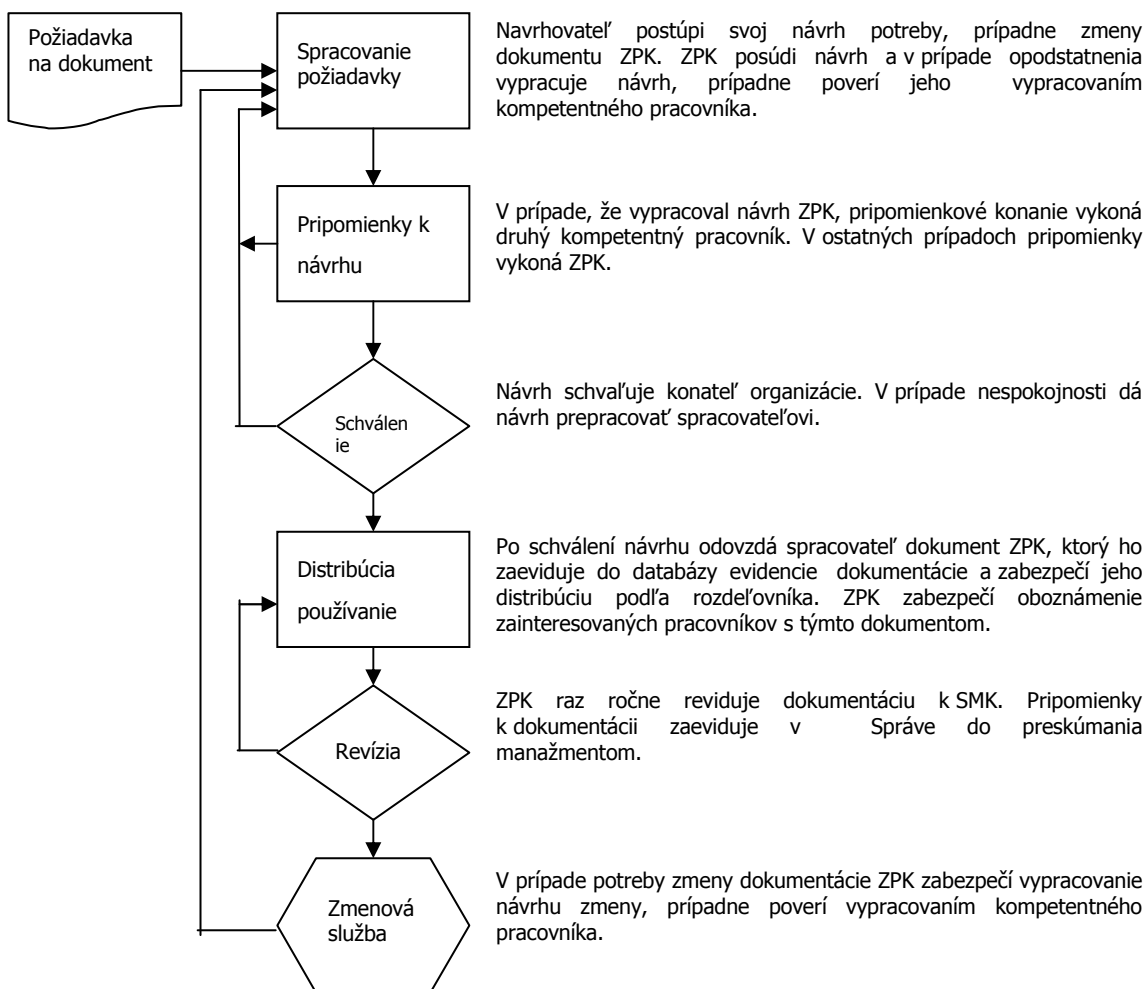 Požiadavka
na dokument
Spracovanie
požiadavky
Navrhovateľ postúpi svoj návrh potreby, prípadne zmeny
dokumentu ZPK. ZPK posúdi návrh a v prípade opodstatnenia
vypracuje návrh, prípadne poverí jeho vypracovaním
kompetentného pracovníka.
Pripomienky k
návrhu
V prípade, že vypracoval návrh ZPK, pripomienkové konanie vykoná
druhý kompetentný pracovník. V ostatných prípadoch pripomienky
vykoná ZPK.
Schválen
ie
Návrh schvaľuje konateľ organizácie. V prípade nespokojnosti dá
návrh prepracovať spracovateľovi.
Distribúcia
používanie
Po schválení návrhu odovzdá spracovateľ dokument ZPK, ktorý ho
zaeviduje do databázy evidencie dokumentácie a zabezpečí jeho
distribúciu podľa rozdeľovníka. ZPK zabezpečí oboznámenie
zainteresovaných pracovníkov s týmto dokumentom.
Revízia
ZPK raz ročne reviduje dokumentáciu k SMK. Pripomienky
k dokumentácii zaeviduje v Správe do preskúmania
manažmentom.
Zmenová
služba
V prípade potreby zmeny dokumentácie ZPK zabezpečí vypracovanie
návrhu zmeny, prípadne poverí vypracovaním kompetentného
pracovníka.